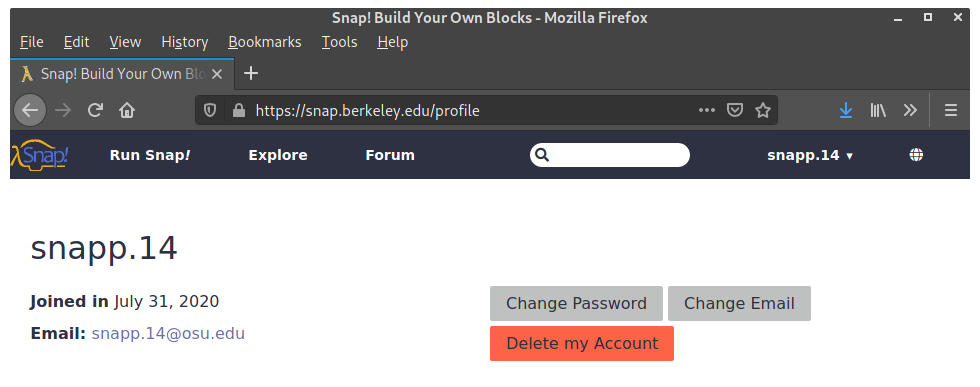 Snap! Build Your Own Blocks - Mozilla Firefox
File Edit View History Bookmarks Tools Help
Snap! Build Your Own Blo
https://snap.berkeley.edu/profile
Snap! Run Snap! Explore Forum snapp.14 ▾
snapp.14
Joined in July 31, 2020
Change Password Change Email
Email: snapp.14@osu.edu
Delete my Account